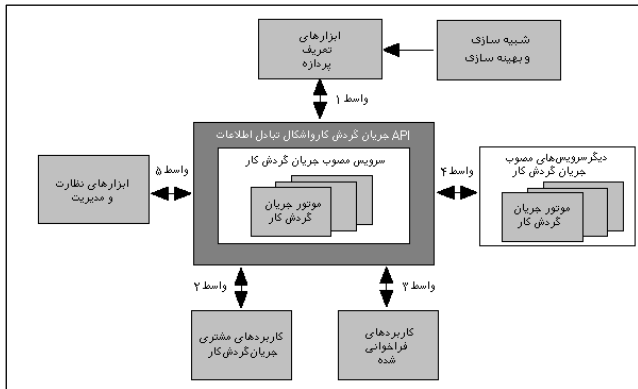 ابزارهای
تعریف
پردازه
شبیه سازی
و بهینه سازی
واسط ۱
API جریان گردش کارواشکال تبادل اطلاعات
سرویس مصوب جریان گردش کار
موتور جریان
گردش کار
واسط ۵
ابزارهای نظارت
و مدیریت
واسط ۴
دیگرسرویس‌های مصوب
جریان گردش کار
موتور جریان
گردش کار
واسط ۲
کاربردهای مشتری
جریان‌گردش‌کار
واسط ۳
کاربردهای
فراخوانی
شده